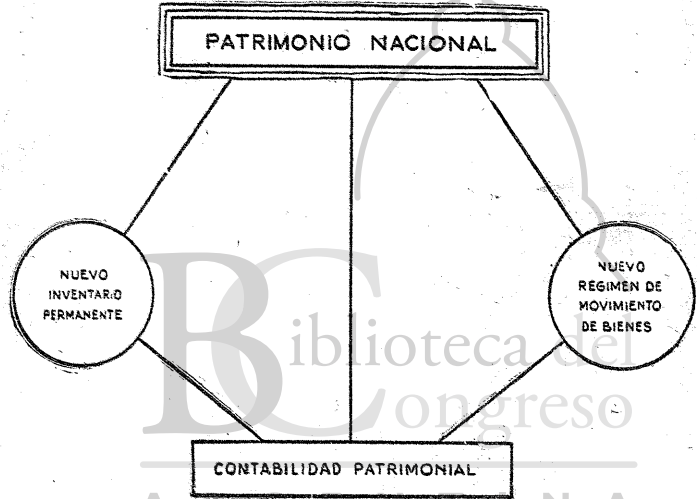 PATRIMONIO NACIONAL
NUEVO
INVENTARIO
PERMANENTE
NUEVO
REGIMEN DE
MOVIMIENTO
DE BIENES
Biblioteca del
Congreso
CONTABILIDAD PATRIMONIAL